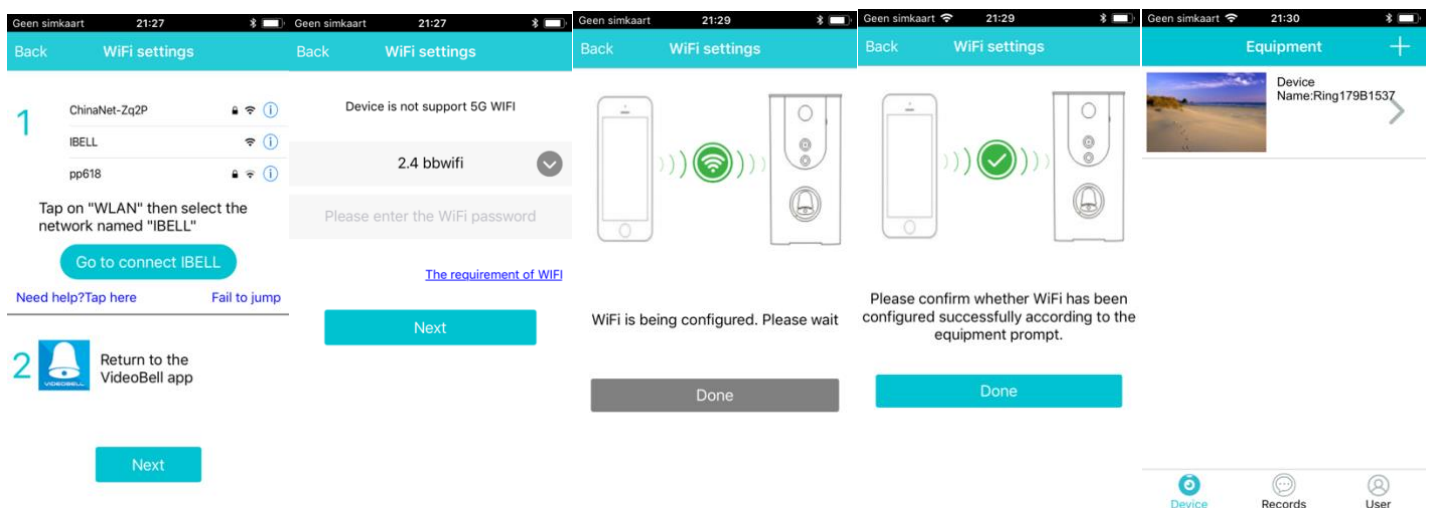 Geen simkaart 21:27
Back WiFi settings
1
ChinaNet-Zq2P
IBELL
pp618
Tap on "WLAN" then select the
network named "IBELL"
Go to connect IBELL
Need help?Tap here Fail to jump
2
VIDEOBELL
Return to the
VideoBell app
Next
Geen simkaart 21:27
Back WiFi settings
Device is not support 5G WIFI
2.4 bbwifi
Please enter the WiFi password
The requirement of WIFI
Next
Geen simkaart 21:29
Back WiFi settings
WiFi is being configured. Please wait
Done
Geen simkaart 21:29
Back WiFi settings
Please confirm whether WiFi has been
configured successfully according to the
equipment prompt.
Done
Geen simkaart 21:30
Equipment
Device
Name:Ring179B1537
Device Records User